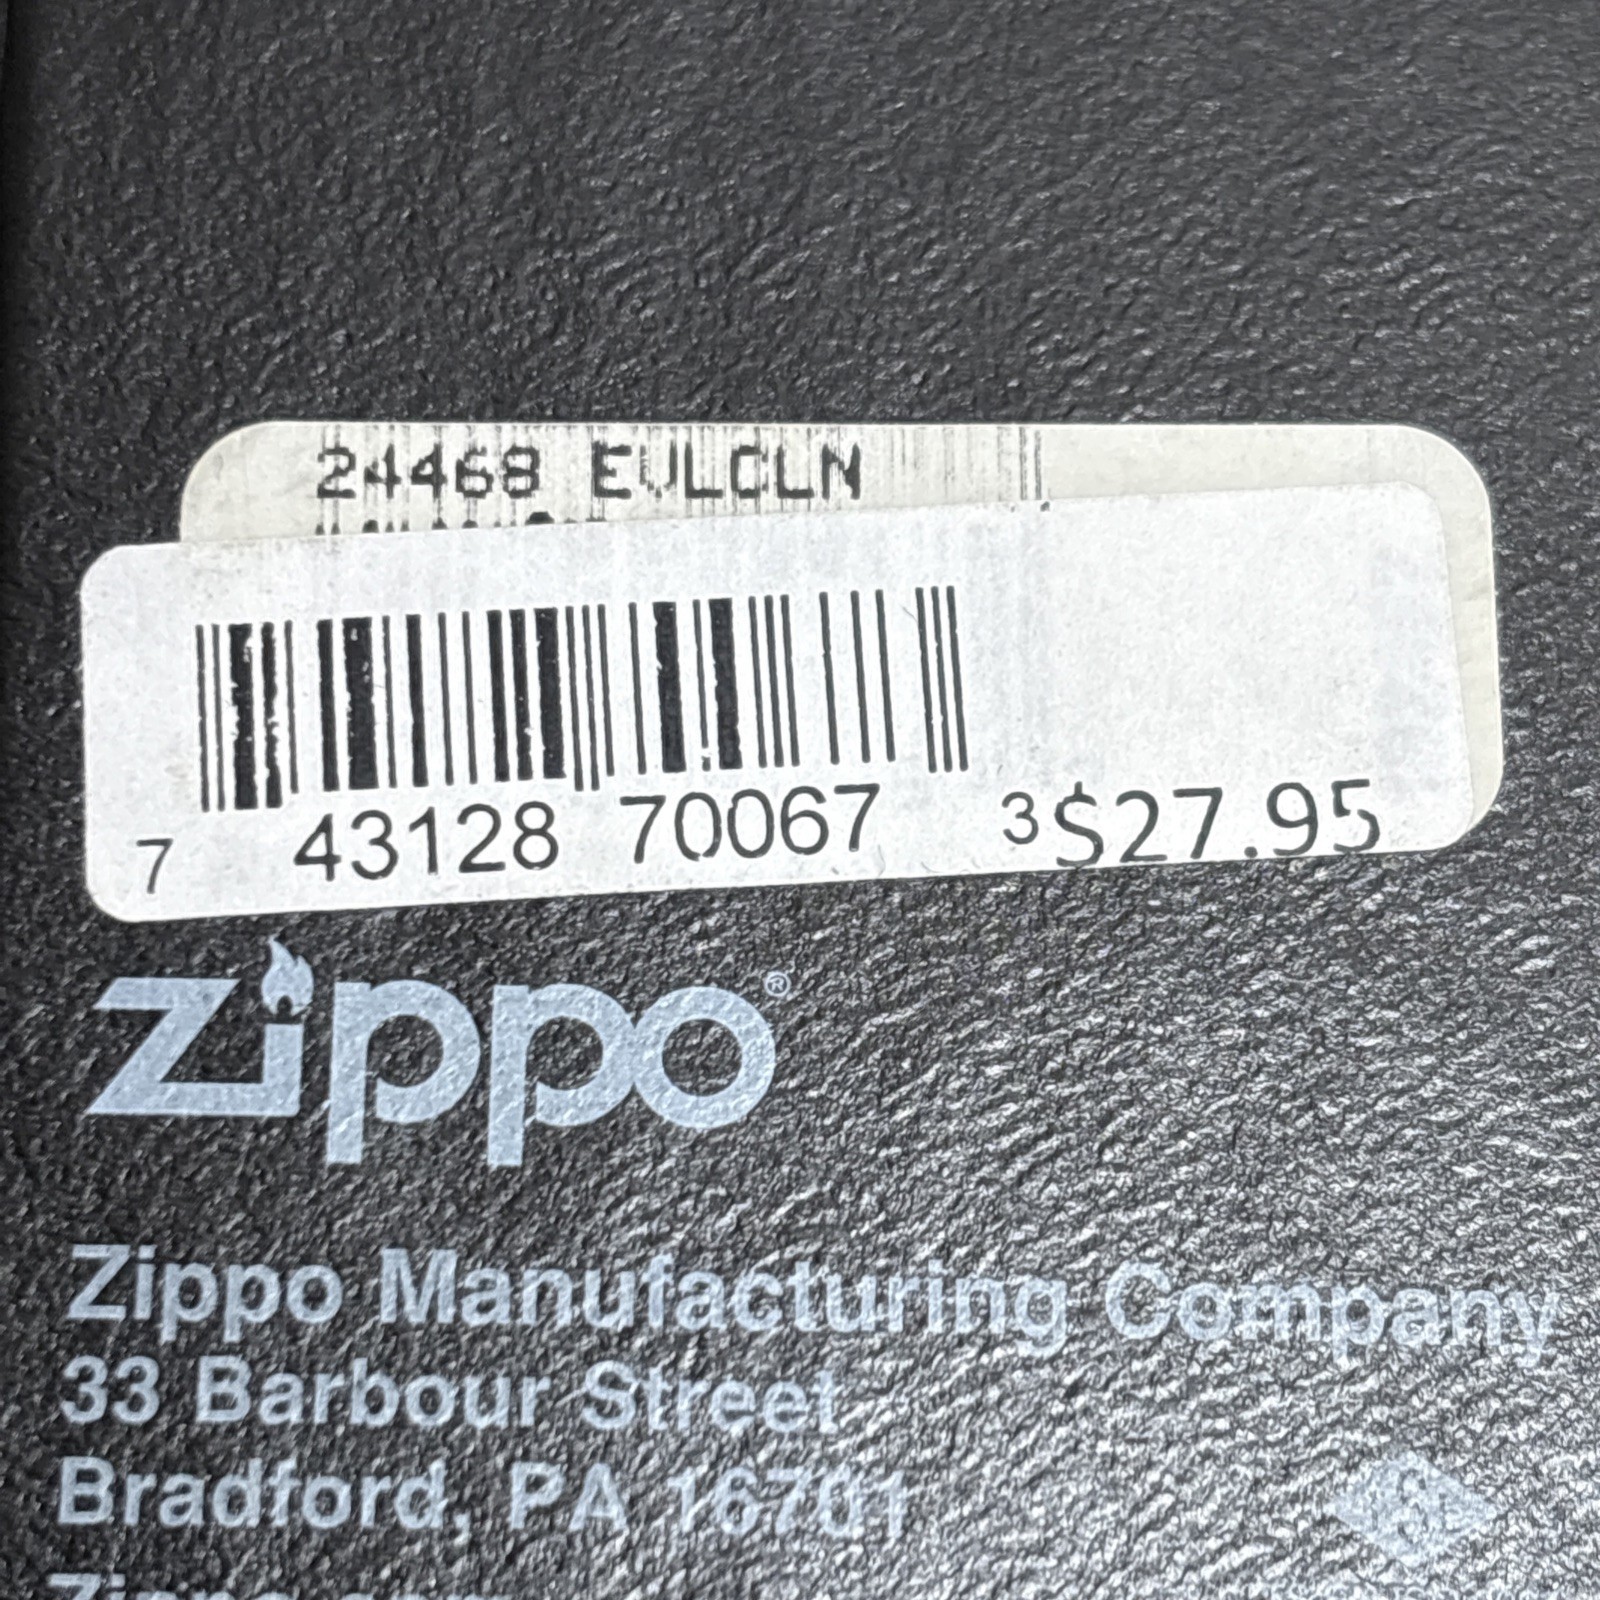 24468 EVLCLN
7 43128 70067 3 $27.95
Zippo®
Zippo Manufacturing Company
33 Barbour Street
Bradford, PA 16701